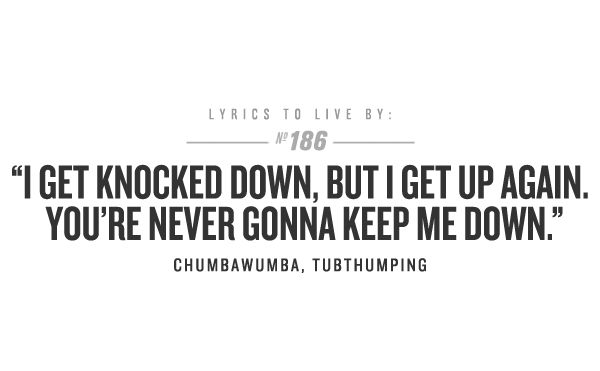 LYRICS TO LIVE BY:
Nº 186
“I GET KNOCKED DOWN, BUT I GET UP AGAIN.
YOU’RE NEVER GONNA KEEP ME DOWN.”
CHUMBAWUMBA, TUBTHUMPING